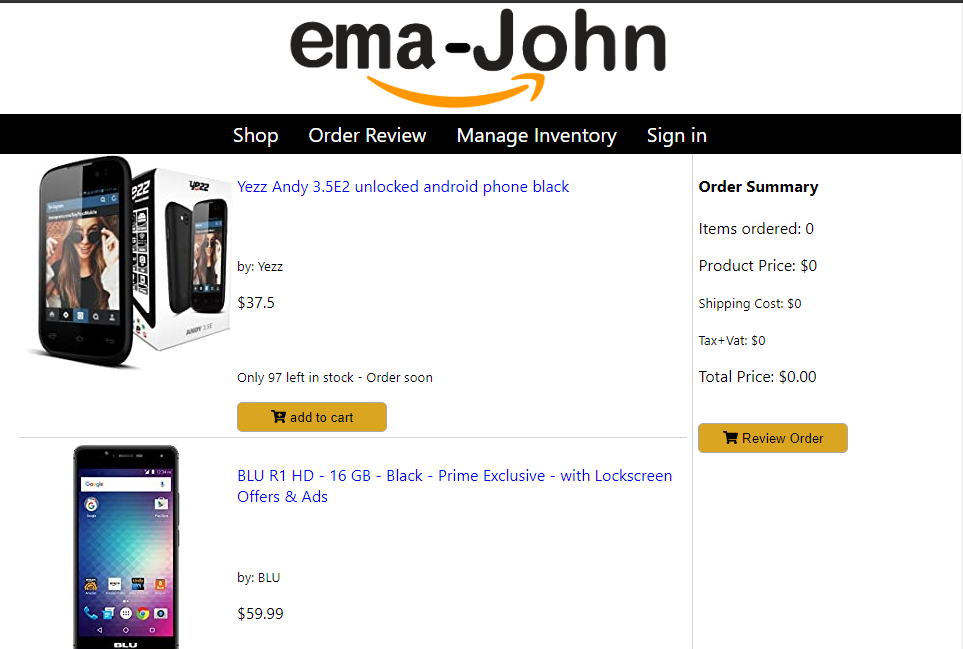 ema-John
Shop
Order Review
Manage Inventory
Sign in
Yezz Andy 3.5E2 unlocked android phone black
by: Yezz
$37.5
Only 97 left in stock - Order soon
add to cart
yezz
ANDY 3.5E
BLU R1 HD - 16 GB - Black - Prime Exclusive - with Lockscreen
Offers & Ads
by: BLU
$59.99
Google
BLU
Order Summary
Items ordered: 0
Product Price: $0
Shipping Cost: $0
Tax+Vat: $0
Total Price: $0.00
Review Order